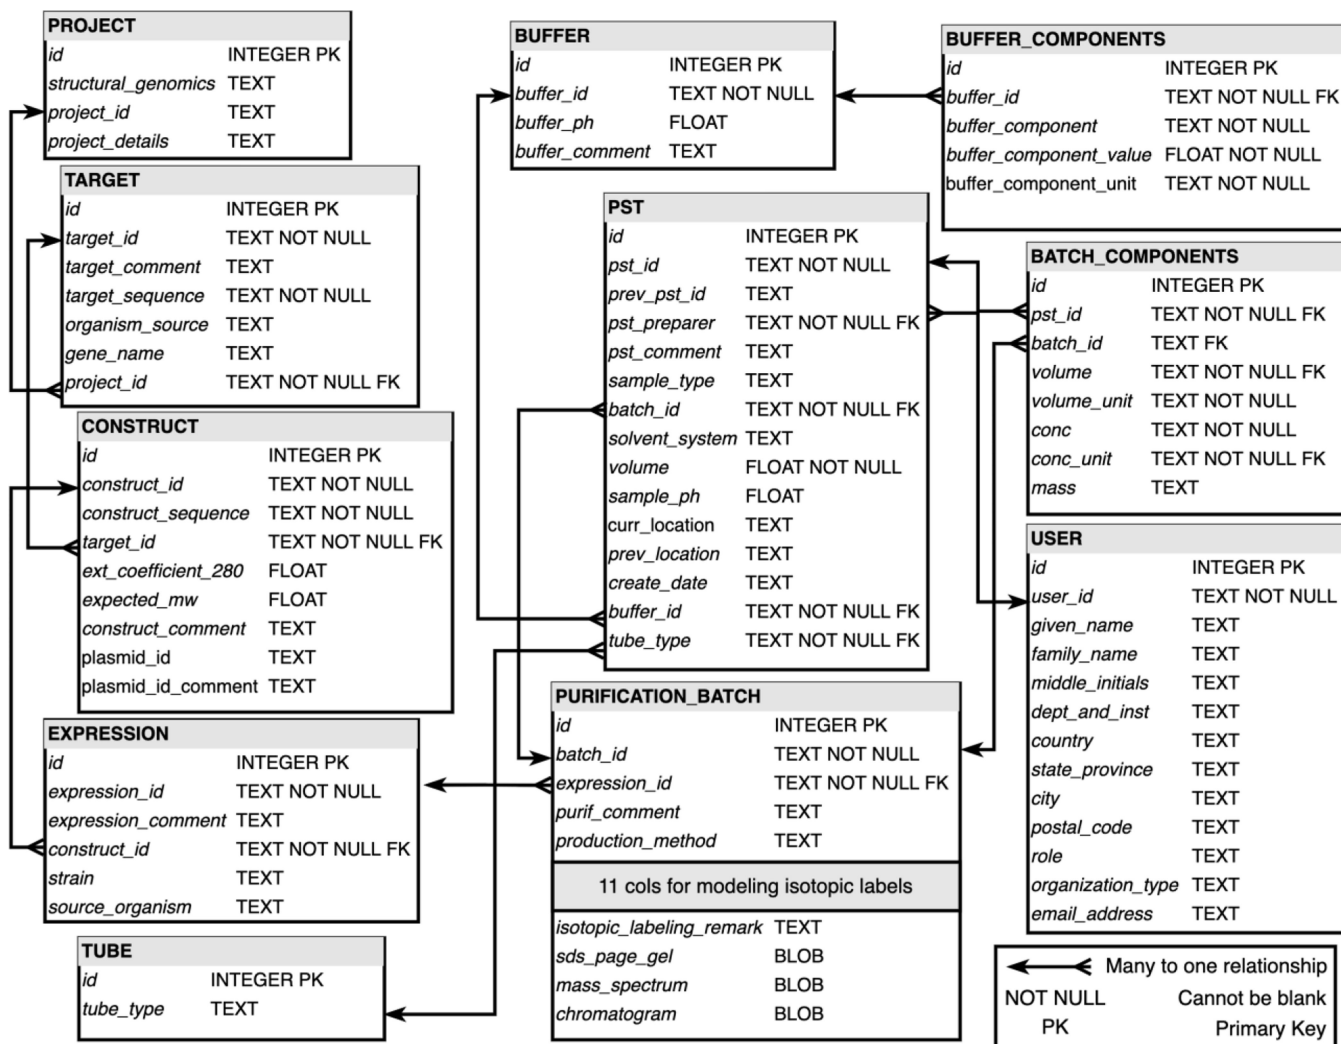 PROJECT
id INTEGER PK
structural_genomics TEXT
project_id TEXT
project_details TEXT
TARGET
id INTEGER PK
target_id TEXT NOT NULL
target_comment TEXT
target_sequence TEXT NOT NULL
organism_source TEXT
gene_name TEXT
project_id TEXT NOT NULL FK
CONSTRUCT
id INTEGER PK
construct_id TEXT NOT NULL
construct_sequence TEXT NOT NULL
target_id TEXT NOT NULL FK
ext_coefficient_280 FLOAT
expected_mw FLOAT
construct_comment TEXT
plasmid_id TEXT
plasmid_id_comment TEXT
EXPRESSION
id INTEGER PK
expression_id TEXT NOT NULL
expression_comment TEXT
construct_id TEXT NOT NULL FK
strain TEXT
source_organism TEXT
TUBE
id INTEGER PK
tube_type TEXT
BUFFER
id INTEGER PK
buffer_id TEXT NOT NULL
buffer_ph FLOAT
buffer_comment TEXT
PST
id INTEGER PK
pst_id TEXT NOT NULL
prev_pst_id TEXT
pst_preparer TEXT NOT NULL FK
pst_comment TEXT
sample_type TEXT
batch_id TEXT NOT NULL FK
solvent_system TEXT
volume FLOAT NOT NULL
sample_ph FLOAT
curr_location TEXT
prev_location TEXT
create_date TEXT
buffer_id TEXT NOT NULL FK
tube_type TEXT NOT NULL FK
PURIFICATION_BATCH
id INTEGER PK
batch_id TEXT NOT NULL
expression_id TEXT NOT NULL FK
purif_comment TEXT
production_method TEXT
11 cols for modeling isotopic labels
isotopic_labeling_remark TEXT
sds_page_gel BLOB
mass_spectrum BLOB
chromatogram BLOB
BUFFER_COMPONENTS
id INTEGER PK
buffer_id TEXT NOT NULL FK
buffer_component TEXT NOT NULL
buffer_component_value FLOAT NOT NULL
buffer_component_unit TEXT NOT NULL
BATCH_COMPONENTS
id INTEGER PK
pst_id TEXT NOT NULL FK
batch_id TEXT FK
volume TEXT NOT NULL FK
volume_unit TEXT NOT NULL
conc TEXT NOT NULL
conc_unit TEXT NOT NULL FK
mass TEXT
USER
id INTEGER PK
user_id TEXT NOT NULL
given_name TEXT
family_name TEXT
middle_initials TEXT
dept_and_inst TEXT
country TEXT
state_province TEXT
city TEXT
postal_code TEXT
role TEXT
organization_type TEXT
email_address TEXT
Many to one relationship
NOT NULL Cannot be blank
PK Primary Key